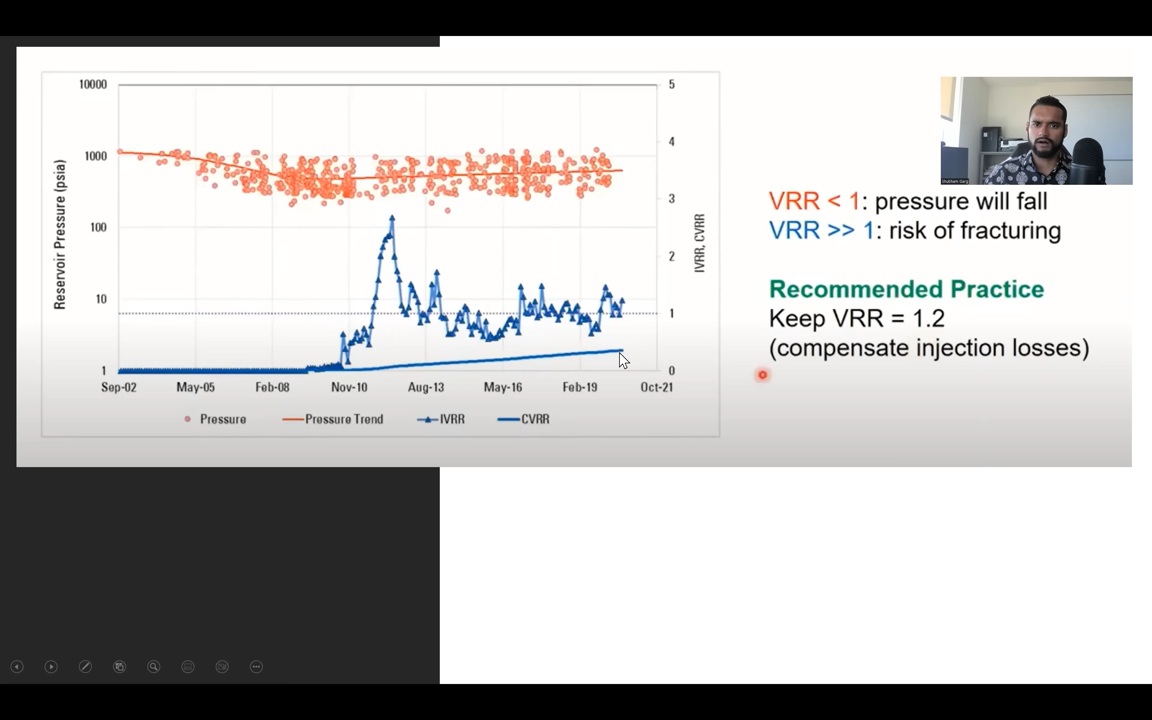 10000
1000
100
10
1
Reservoir Pressure (psia)
5
4
3
2
1
0
IVRR, CVRR
Sep-02 May-05 Feb-08 Nov-10 Aug-13 May-16 Feb-19 Oct-21
Pressure Pressure Trend IVRR CVRR
Shubham Garg
VRR < 1: pressure will fall
VRR >> 1: risk of fracturing
Recommended Practice
Keep VRR = 1.2
(compensate injection losses)